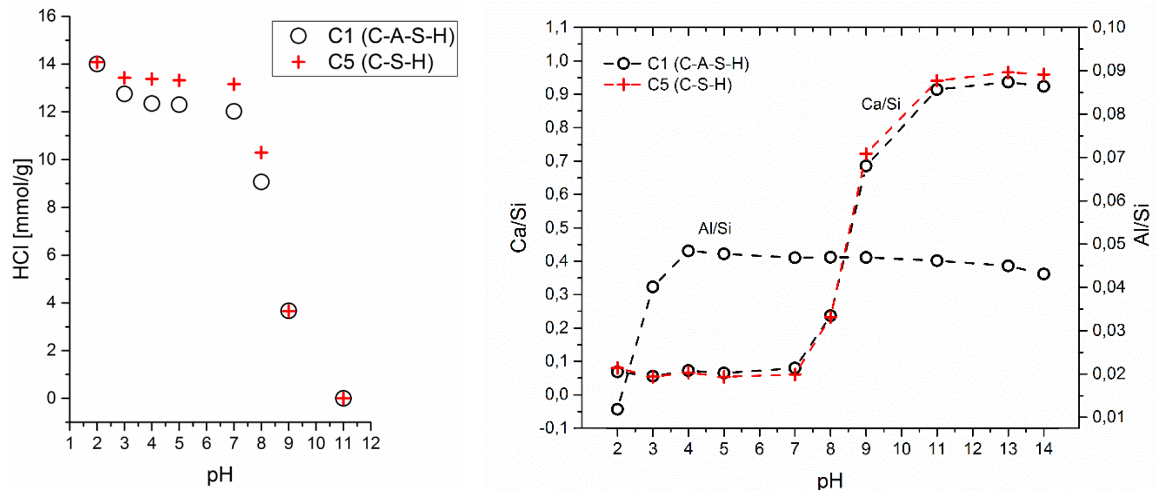 16
14
12
10
8
6
4
2
0
HCl [mmol/g]
C1 (C-A-S-H)
C5 (C-S-H)
1 2 3 4 5 6 7 8 9 10 11 12
pH
1,1
1,0
0,9
0,8
0,7
0,6
0,5
0,4
0,3
0,2
0,1
0,0
-0,1
Ca/Si
C1 (C-A-S-H)
C5 (C-S-H)
Ca/Si
Al/Si
0,10
0,09
0,08
0,07
0,06
0,05
0,04
0,03
0,02
0,01
Al/Si
2 3 4 5 6 7 8 9 10 11 12 13 14
pH